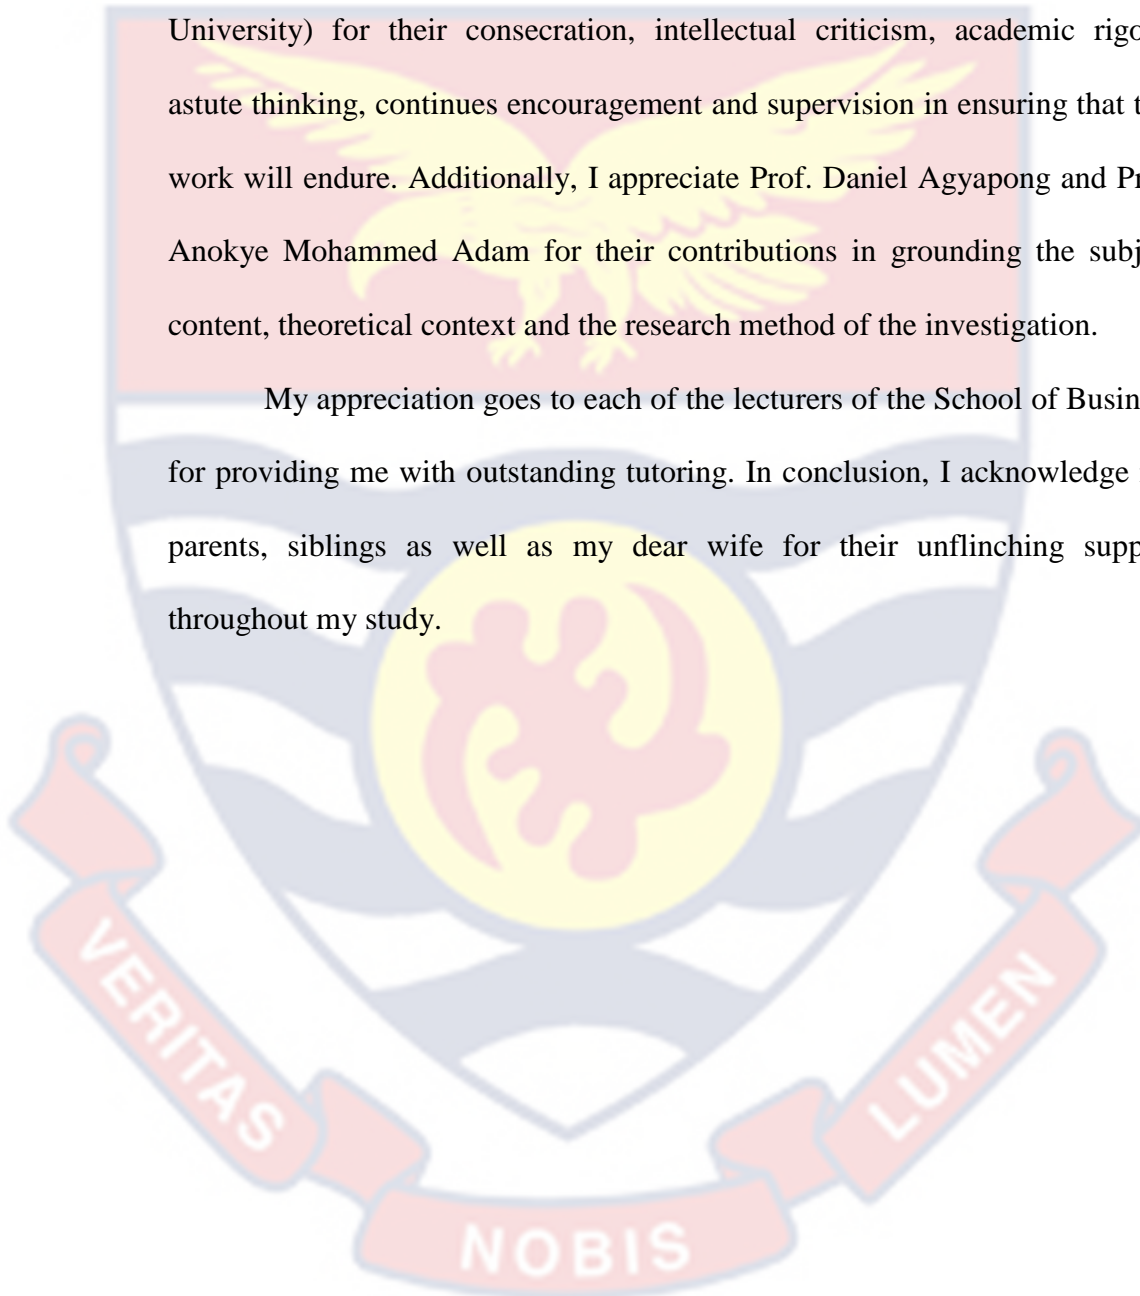 University) for their consecration, intellectual criticism, academic rigo
astute thinking, continues encouragement and supervision in ensuring that t
work will endure. Additionally, I appreciate Prof. Daniel Agyapong and Pr
Anokye Mohammed Adam for their contributions in grounding the subj
content, theoretical context and the research method of the investigation.
My appreciation goes to each of the lecturers of the School of Busin
for providing me with outstanding tutoring. In conclusion, I acknowledge
parents, siblings as well as my dear wife for their unflinching supp
throughout my study.
VERITAS
NOBIS
LUMEN